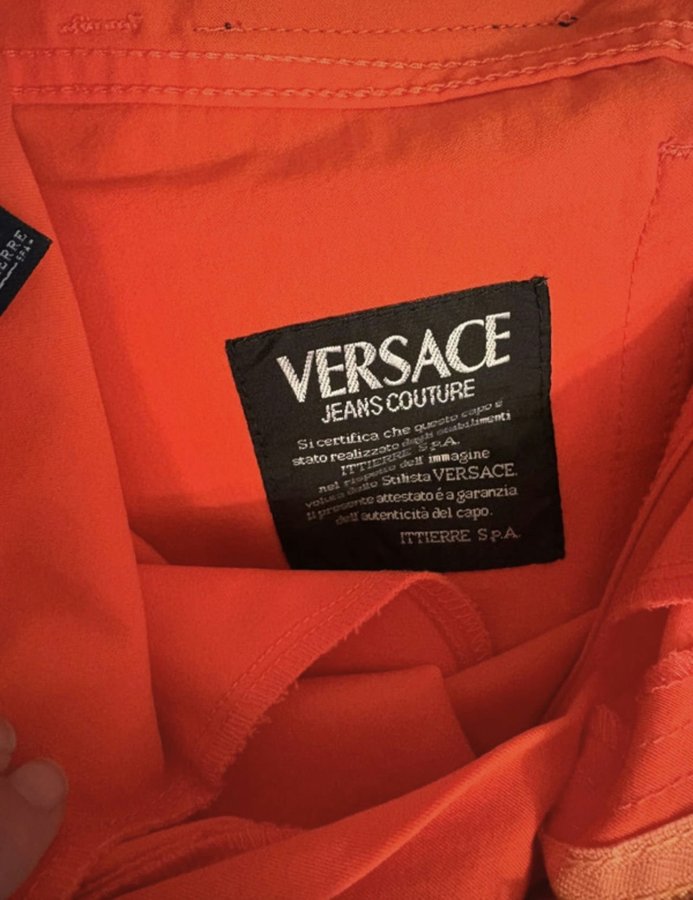 VERSACE
JEANS COUTURE
Si certifica che questo capo é
stato realizzato dagli stabilimenti
ITTIERRE S.p.A.
nel rispetto dell' immagine
voluta dallo Stilista VERSACE.
Il presente attestato é a garanzia
dell' autenticità del capo.
ITTIERRE S.p.A.
IERRE
S.P.A.